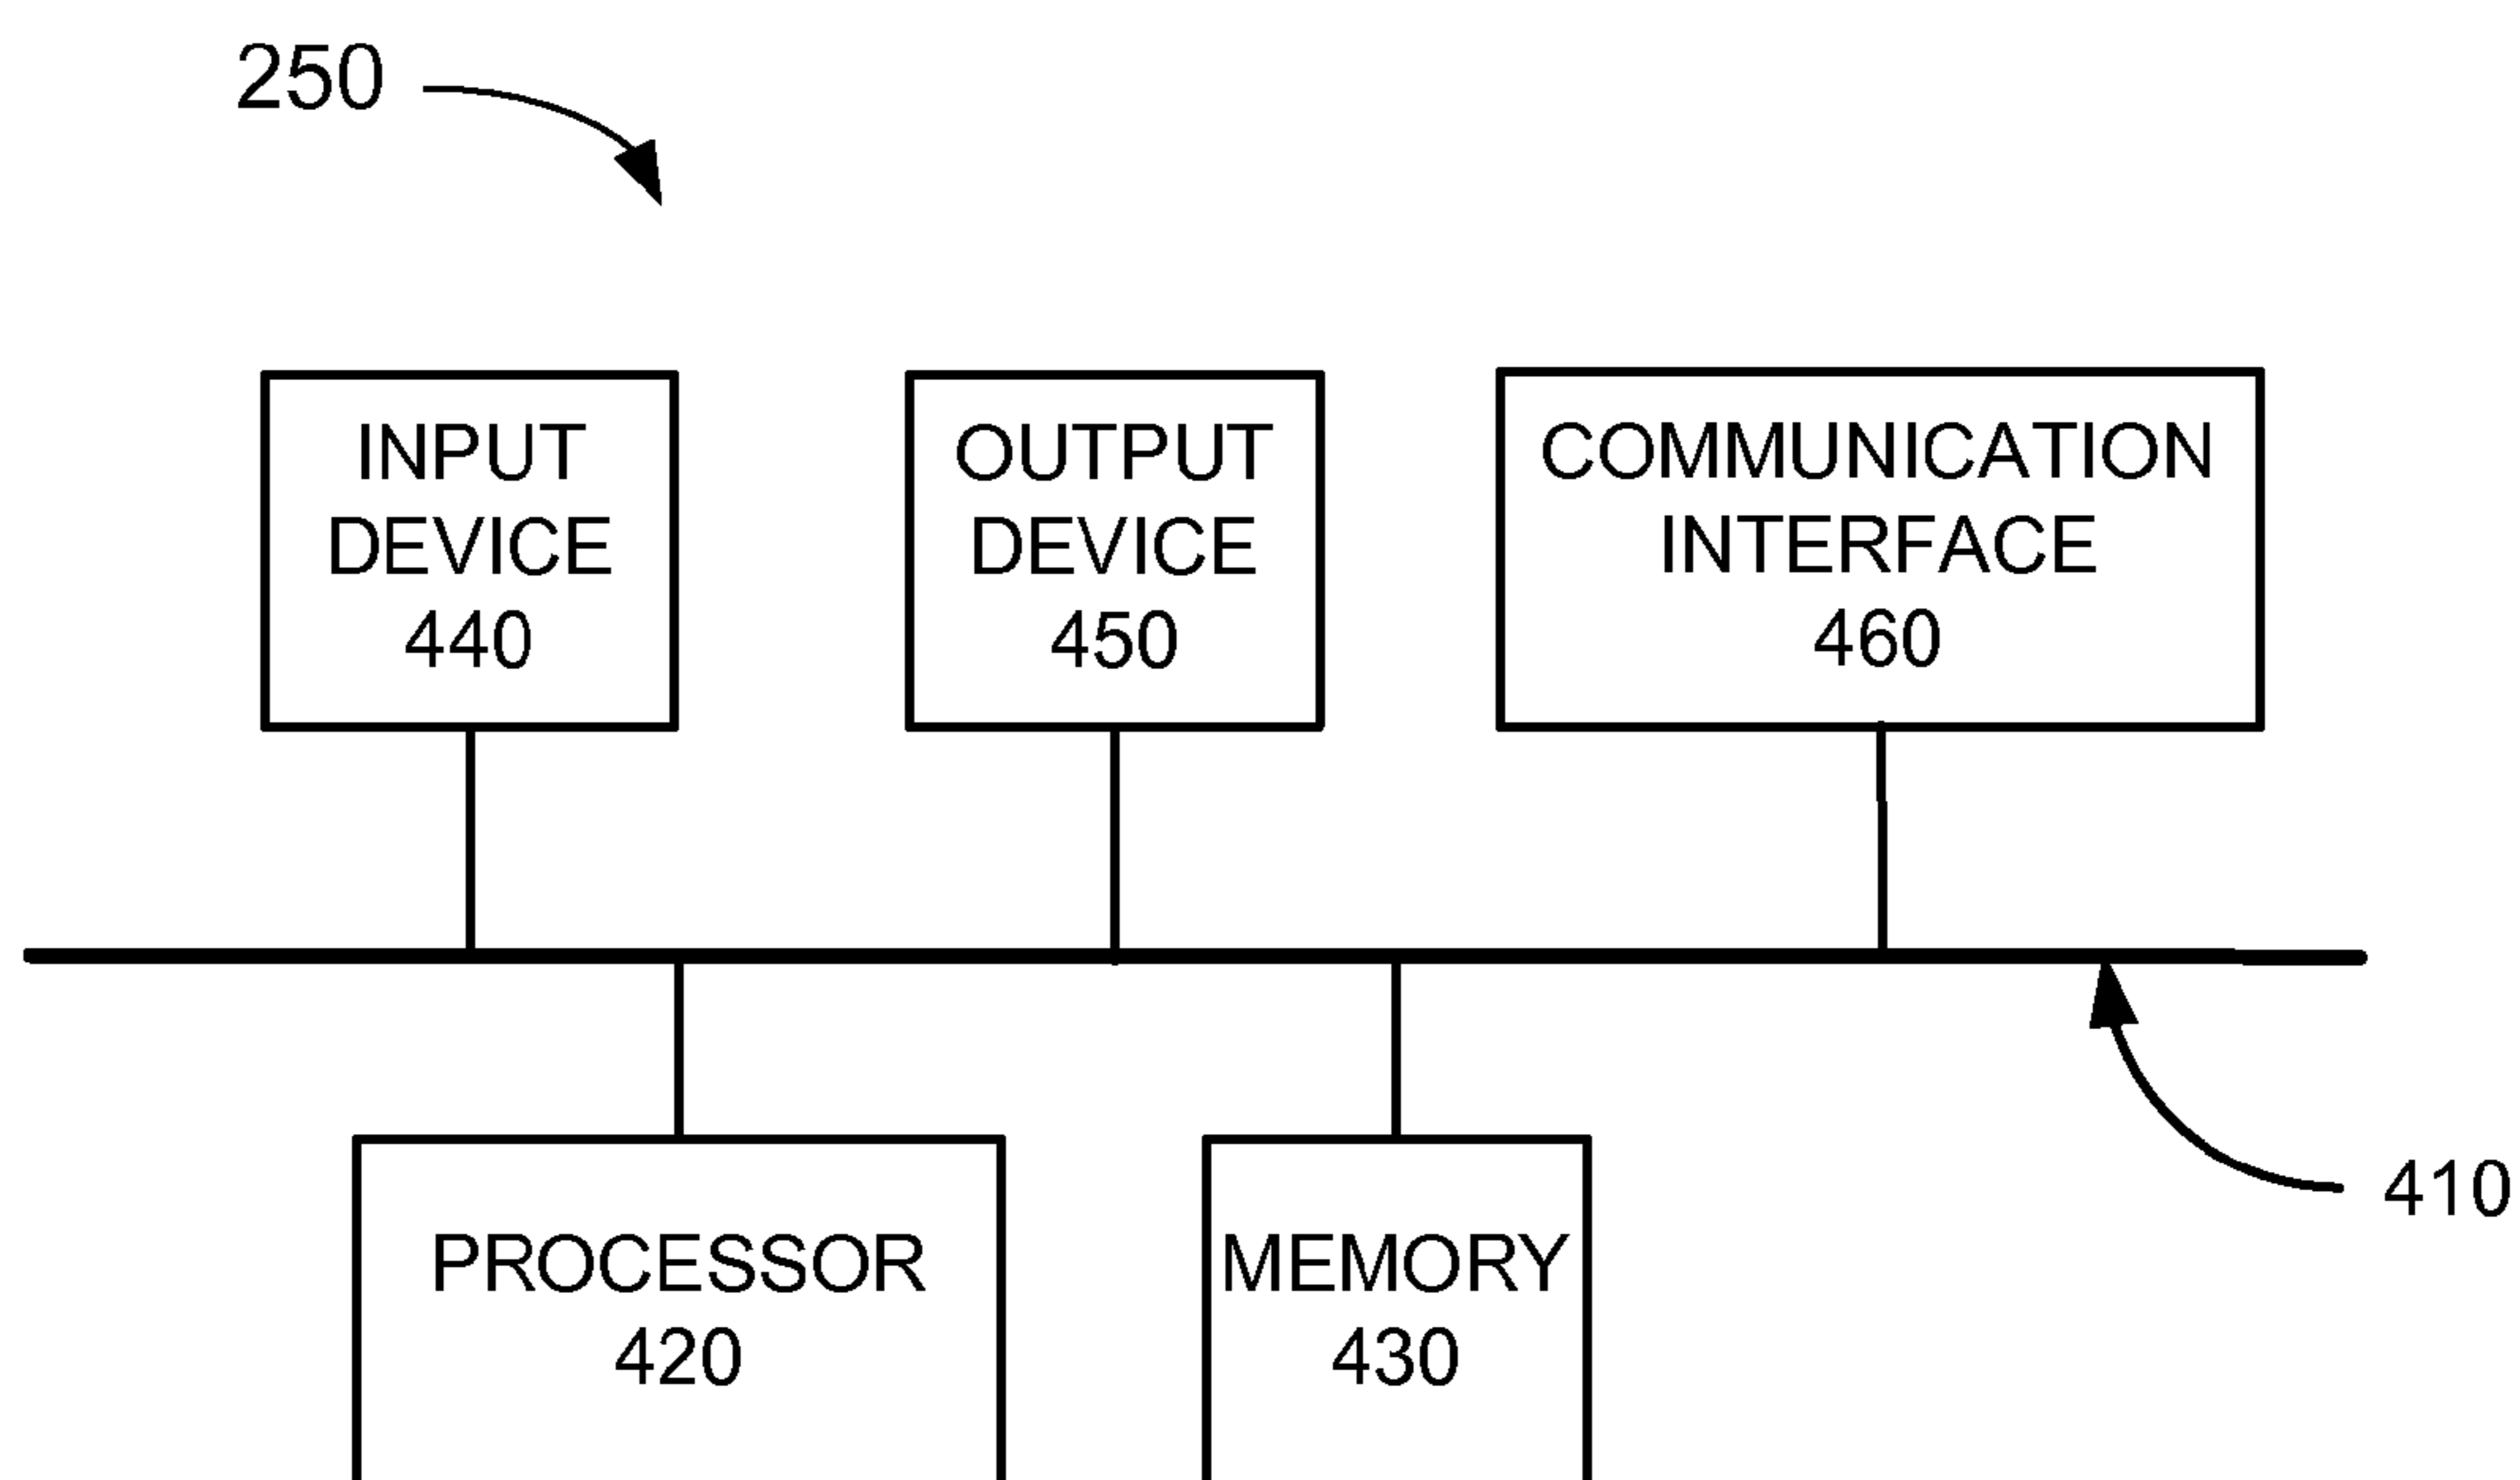 250
INPUT
DEVICE
440
OUTPUT
DEVICE
450
COMMUNICATION
INTERFACE
460
410
PROCESSOR
420
MEMORY
430